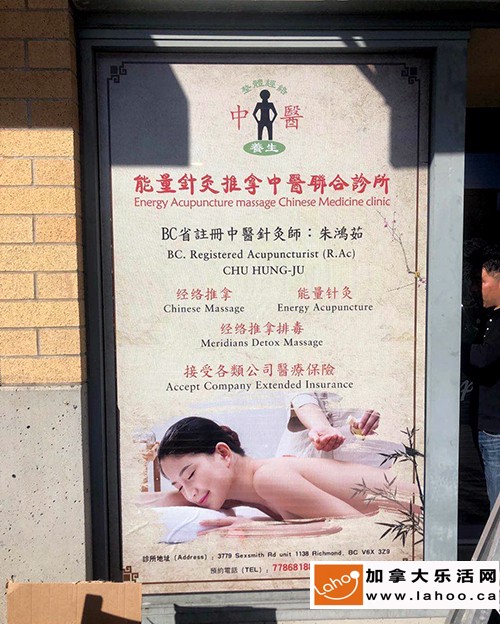 整體經絡
中 醫
養生
能量針灸推拿中醫聯合診所
Energy Acupuncture massage Chinese Medicine clinic
BC省註冊中醫針灸師：朱鴻茹
BC. Registered Acupuncturist (R.Ac)
CHU HUNG-JU
经络推拿 能量针灸
Chinese Massage Energy Acupuncture
经络推拿排毒
Meridians Detox Massage
接受各類公司醫療保險
Accept Company Extended Insurance
診所地址 (Address) , 3779 Sexsmith Rd unit 1138 Richmond, BC V6X 3Z9
預約電話 (TEL) , 7786818
Lahoo
加拿大乐活网
www.lahoo.ca